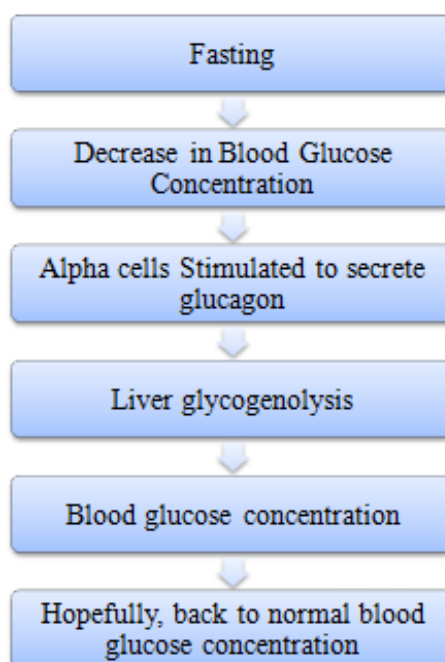 Fasting
Decrease in Blood Glucose
Concentration
Alpha cells Stimulated to secrete
glucagon
Liver glycogenolysis
Blood glucose concentration
Hopefully, back to normal blood
glucose concentration